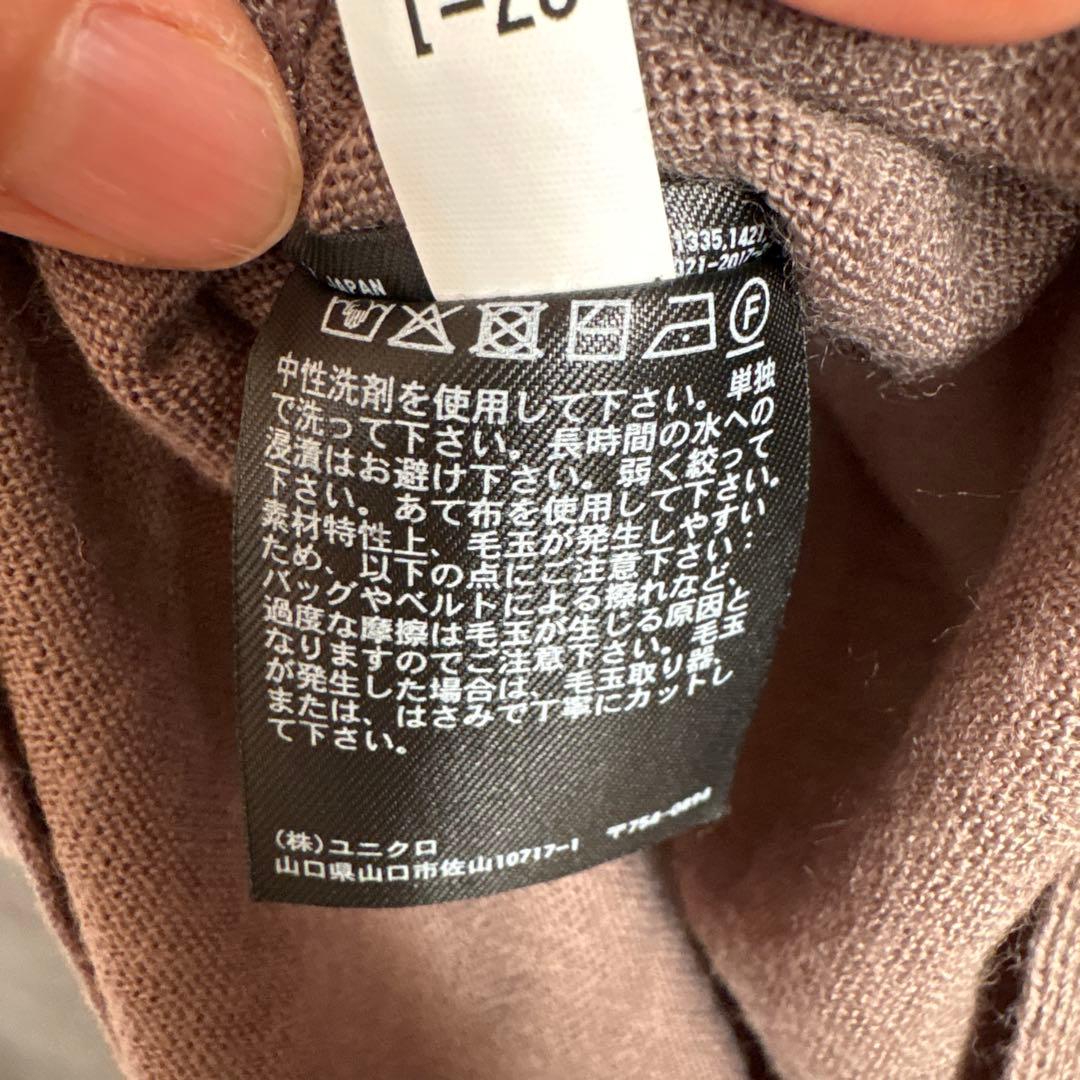 JAPAN
335,1421,
371-2017-
F
中性洗剤を使用して下さい。単独
で洗って下さい。長時間の水への
浸漬はお避け下さい。弱く絞って
下さい。あて布を使用して下さい。
素材特性上、毛玉が発生しやすい
ため、以下の点にご注意下さい:
バッグやベルトによる擦れなど、
過度な摩擦は毛玉が生じる原因と
なりますのでご注意下さい。毛玉
が発生した場合は、毛玉取り器、
または、はさみで丁寧にカットし
て下さい。
(株)ユニクロ
山口県山口市佐山10717-1 〒754-0894